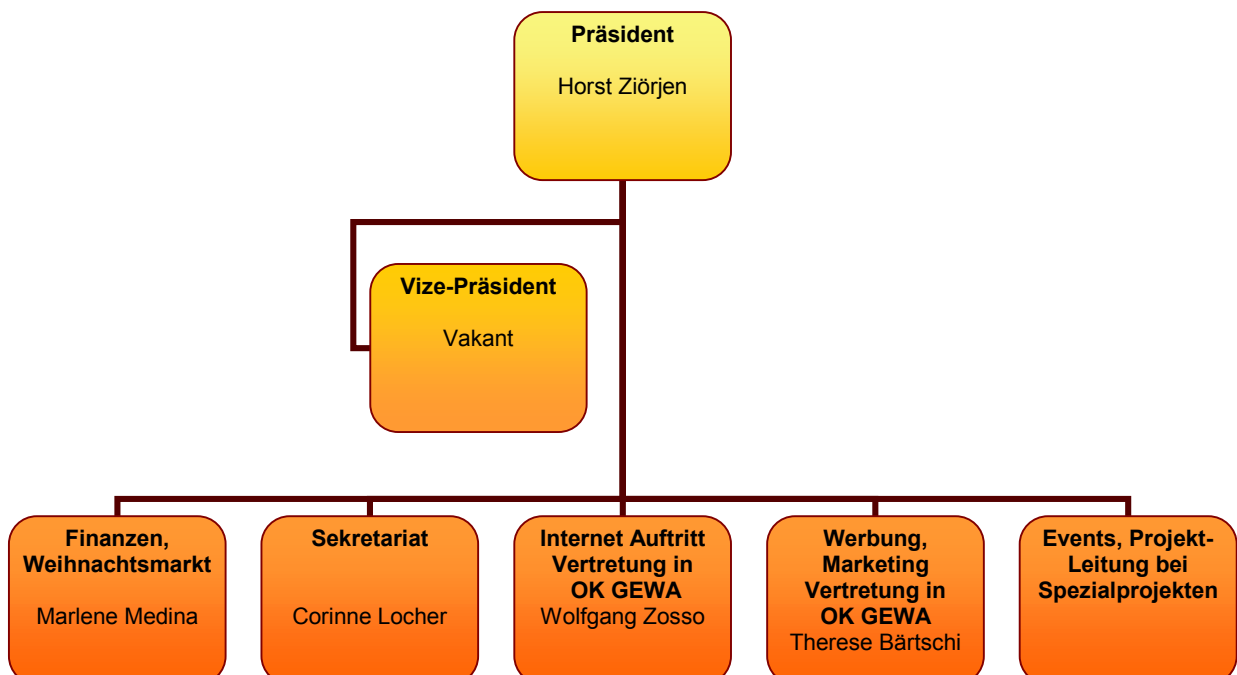 Präsident
Horst Ziörjen
Vize-Präsident
Vakant
Finanzen,
Weihnachtsmarkt
Marlene Medina
Sekretariat
Corinne Locher
Internet Auftritt
Vertretung in
OK GEWA
Wolfgang Zosso
Werbung,
Marketing
Vertretung in
OK GEWA
Therese Bärtschi
Events, Projekt-
Leitung bei
Spezialprojekten